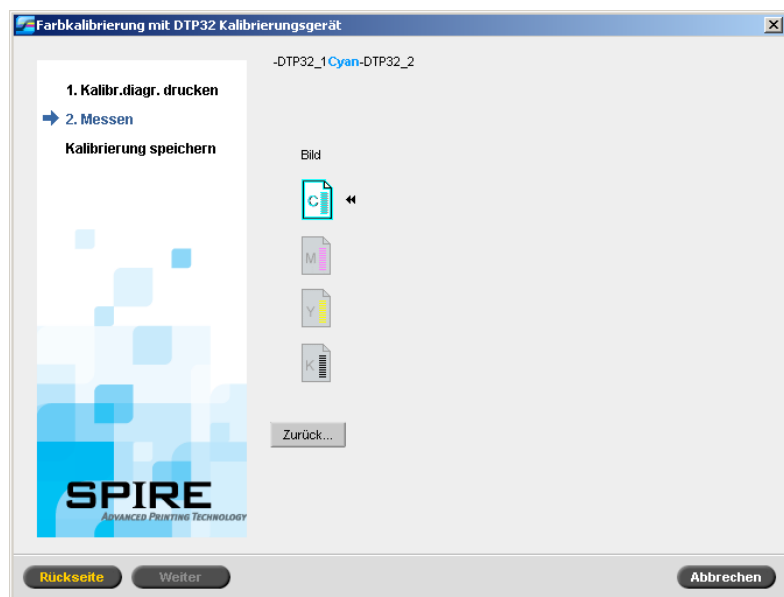 Farbkalibrierung mit DTP32 Kalibrierungsgerät
-DTP32_1Cyan-DTP32_2
1. Kalibr.diagr. drucken
2. Messen
Kalibrierung speichern
Bild
C
M
Y
K
Zurück...
SPIRE
ADVANCED PRINTING TECHNOLOGY
Rückseite
Weiter
Abbrechen